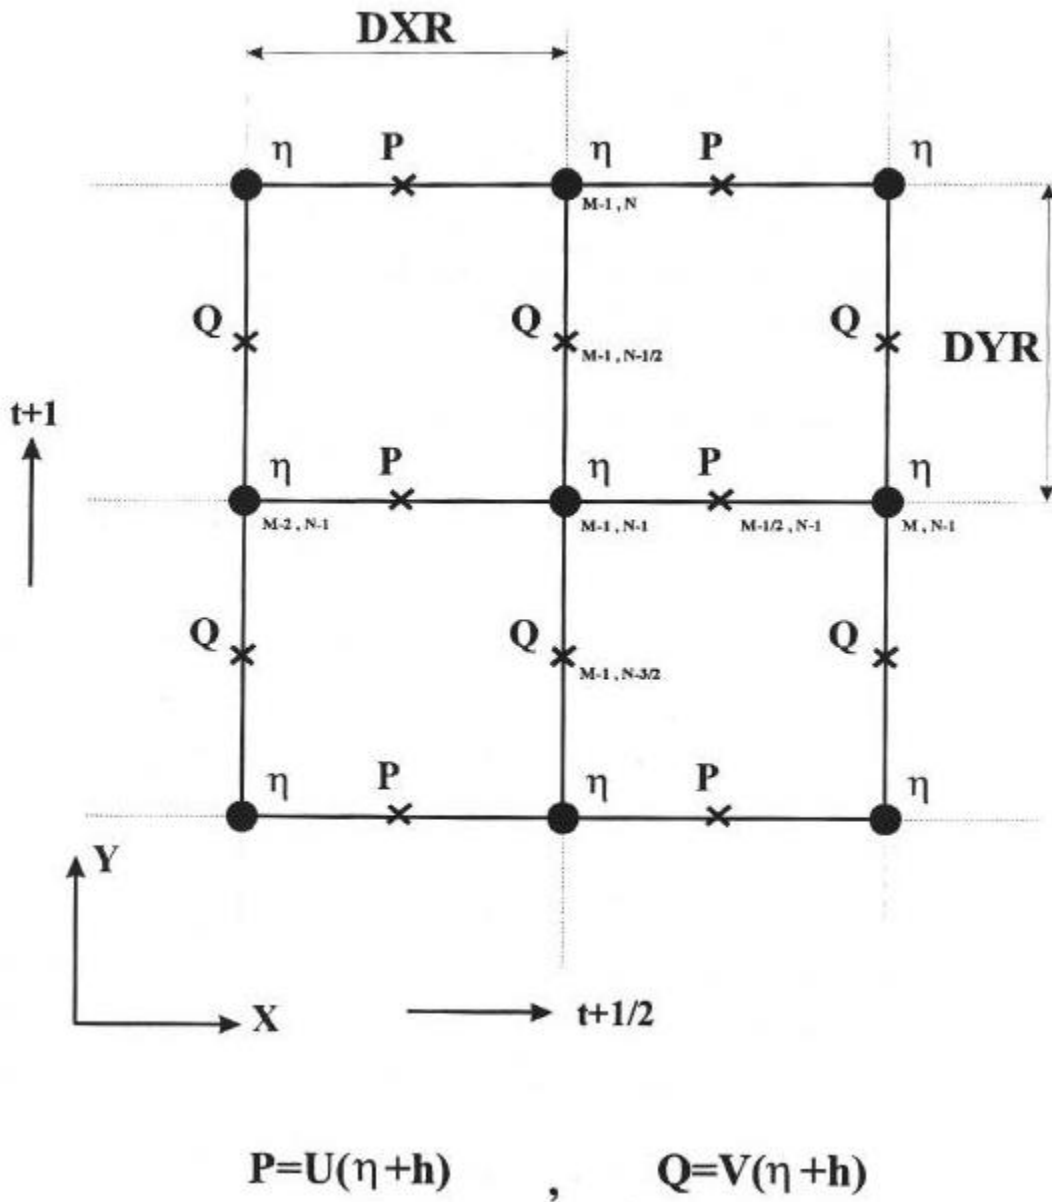 DXR
η P η P η
M-1 , N
Q Q Q
M-1 , N-1/2
DYR
t+1
η P η P η
M-2 , N-1 M-1 , N-1 M-1/2 , N-1 M , N-1
Q Q Q
M-1 , N-3/2
η P η P η
Y
X
t+1/2
P=U(η+h) , Q=V(η+h)